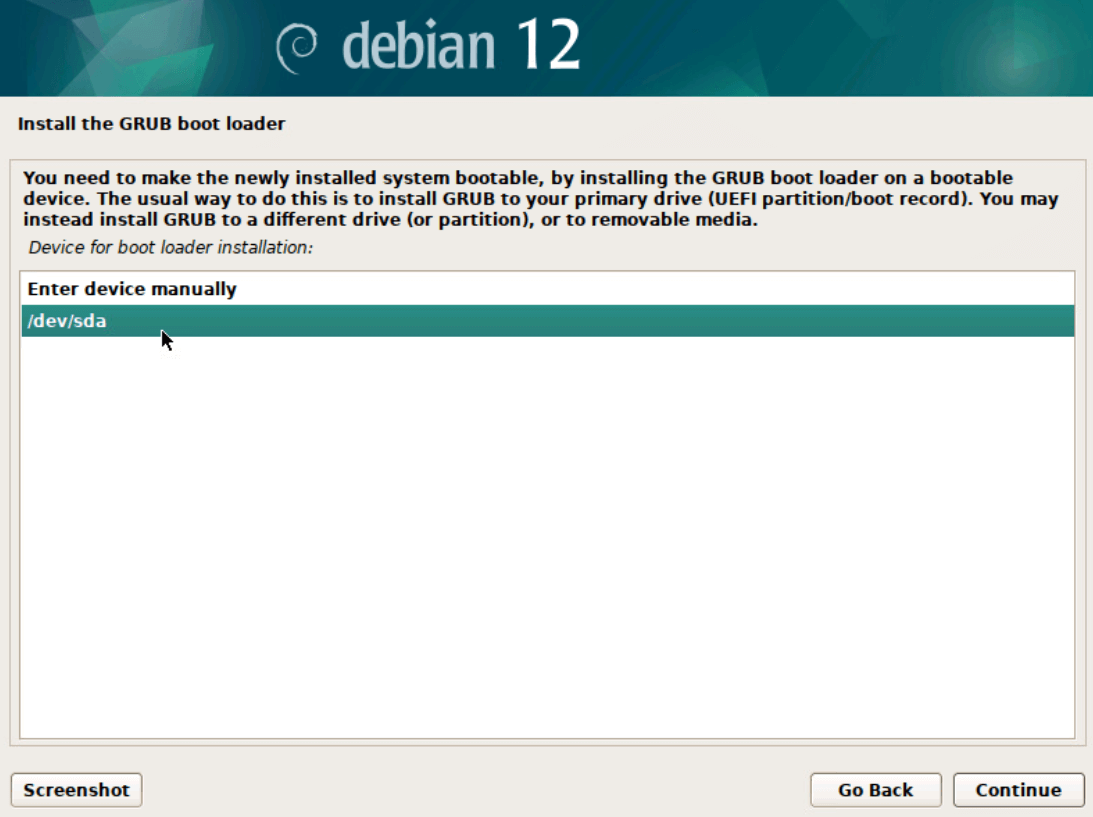 debian 12
Install the GRUB boot loader
You need to make the newly installed system bootable, by installing the GRUB boot loader on a bootable
device. The usual way to do this is to install GRUB to your primary drive (UEFI partition/boot record). You may
instead install GRUB to a different drive (or partition), or to removable media.
Device for boot loader installation:
Enter device manually
/dev/sda
Screenshot
Go Back
Continue